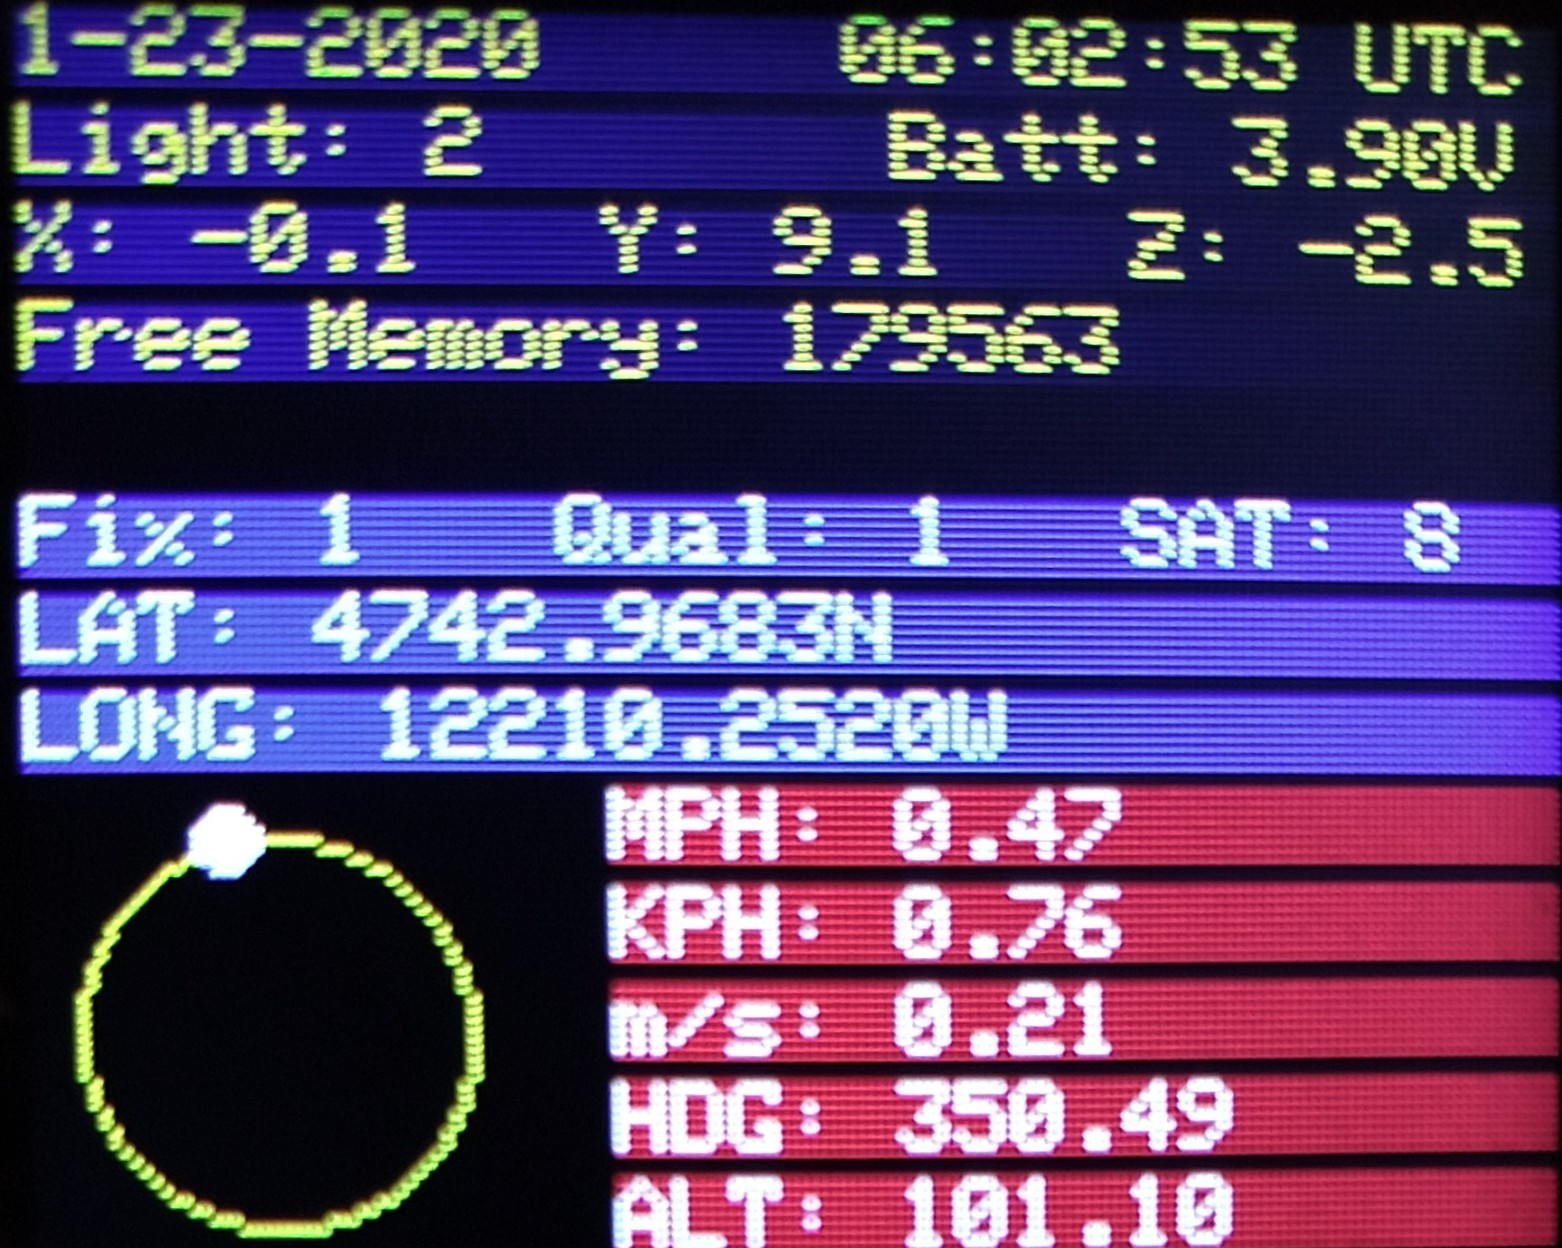 1-23-2020 06:02:53 UTC
Light: 2 Batt: 3.90V
X: -0.1 Y: 9.1 Z: -2.5
Free Memory: 179563
Fix: 1 Qual: 1 SAT: 8
LAT: 4742.9683N
LONG: 12210.2520W
MPH: 0.47
KPH: 0.76
m/s: 0.21
HDG: 350.49
ALT: 101.10